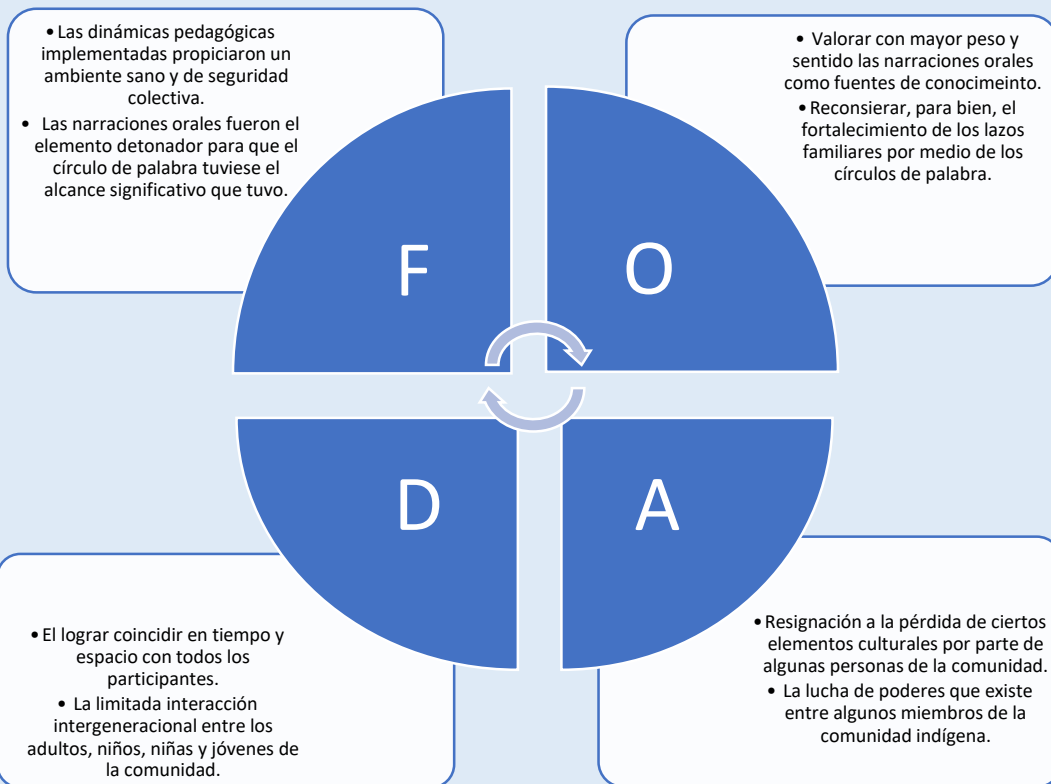 • Las dinámicas pedagógicas
implementadas propiciaron un
ambiente sano y de seguridad
colectiva.
• Las narraciones orales fueron el
elemento detonador para que el
círculo de palabra tuviese el
alcance significativo que tuvo.
• Valorar con mayor peso y
sentido las narraciones orales
como fuentes de conocimeinto.
• Reconsierar, para bien, el
fortalecimiento de los lazos
familiares por medio de los
círculos de palabra.
F
O
D
A
• El lograr coincidir en tiempo y
espacio con todos los
participantes.
• La limitada interacción
intergeneracional entre los
adultos, niños, niñas y jóvenes de
la comunidad.
• Resignación a la pérdida de ciertos
elementos culturales por parte de
algunas personas de la comunidad.
• La lucha de poderes que existe
entre algunos miembros de la
comunidad indígena.